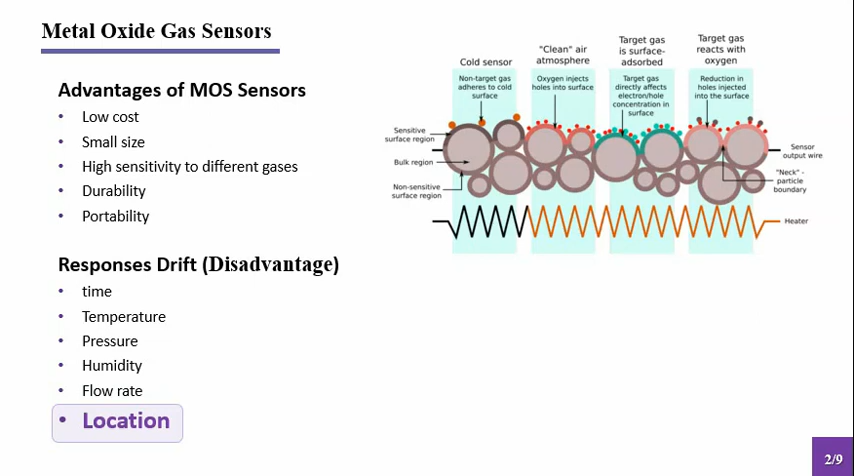 Metal Oxide Gas Sensors
Advantages of MOS Sensors
• Low cost
• Small size
• High sensitivity to different gases
• Durability
• Portability
Responses Drift (Disadvantage)
• time
• Temperature
• Pressure
• Humidity
• Flow rate
• Location
Cold sensor
"Clean" air
atmosphere
Target gas
is surface-
adsorbed
Target gas
reacts with
oxygen
Non-target gas
adheres to cold
surface
Oxygen injects
holes into surface
Target gas
directly affects
electron/hole
concentration in
surface
Reduction in
holes injected
into the surface
Sensitive
surface region
Bulk region
Non-sensitive
surface region
Sensor
output wire
"Neck" -
particle
boundary
Heater
2/9